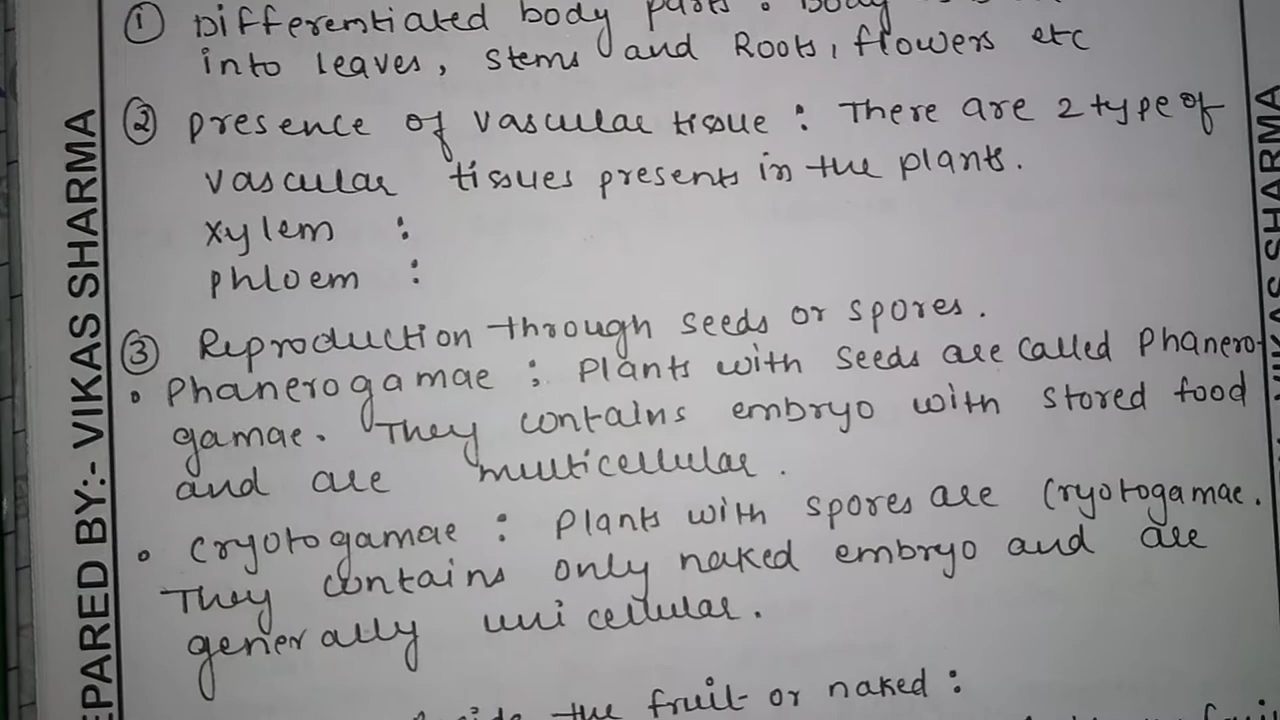 ① Differentiated body parts : Body
into leaves, stems and Roots, flowers etc
② presence of vascular tissue : There are 2 type of
vascular tissues presents in the plants.
xylem :
phloem :
③ Reproduction through seeds or spores.
• Phanerogamae : Plants with seeds are called Phanero-
gamae. They contains embryo with stored food
and are multicellular.
• Cryotogamae : Plants with spores are Cryotogamae.
They contains only naked embryo and are
generally unicellular.
the fruit or naked :
EPARED BY:- VIKAS SHARMA
VIKAS SHARMA